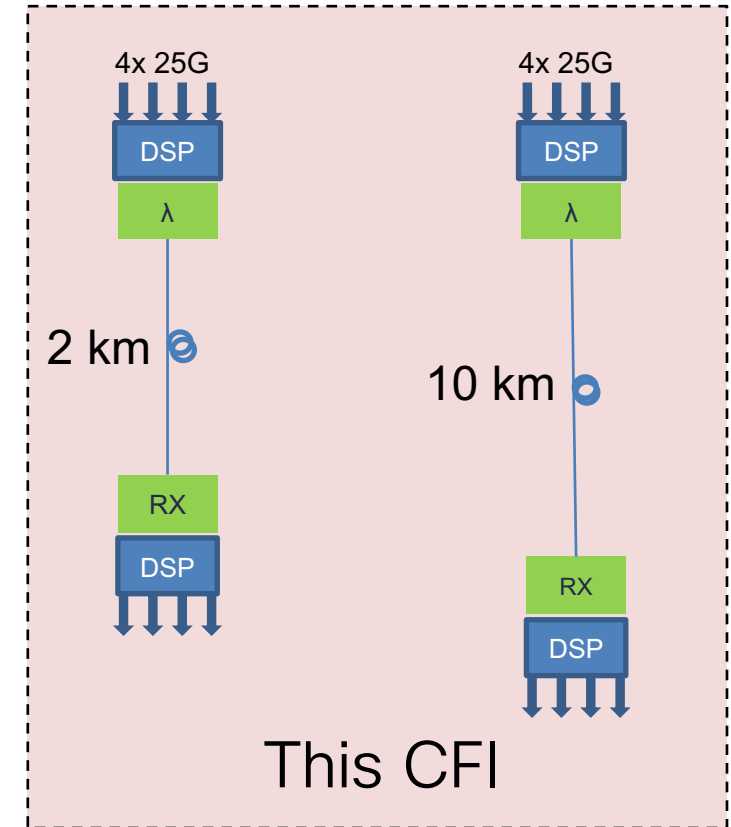 4x 25G
DSP
λ
2 km
RX
DSP
4x 25G
DSP
λ
10 km
RX
DSP
This CFI